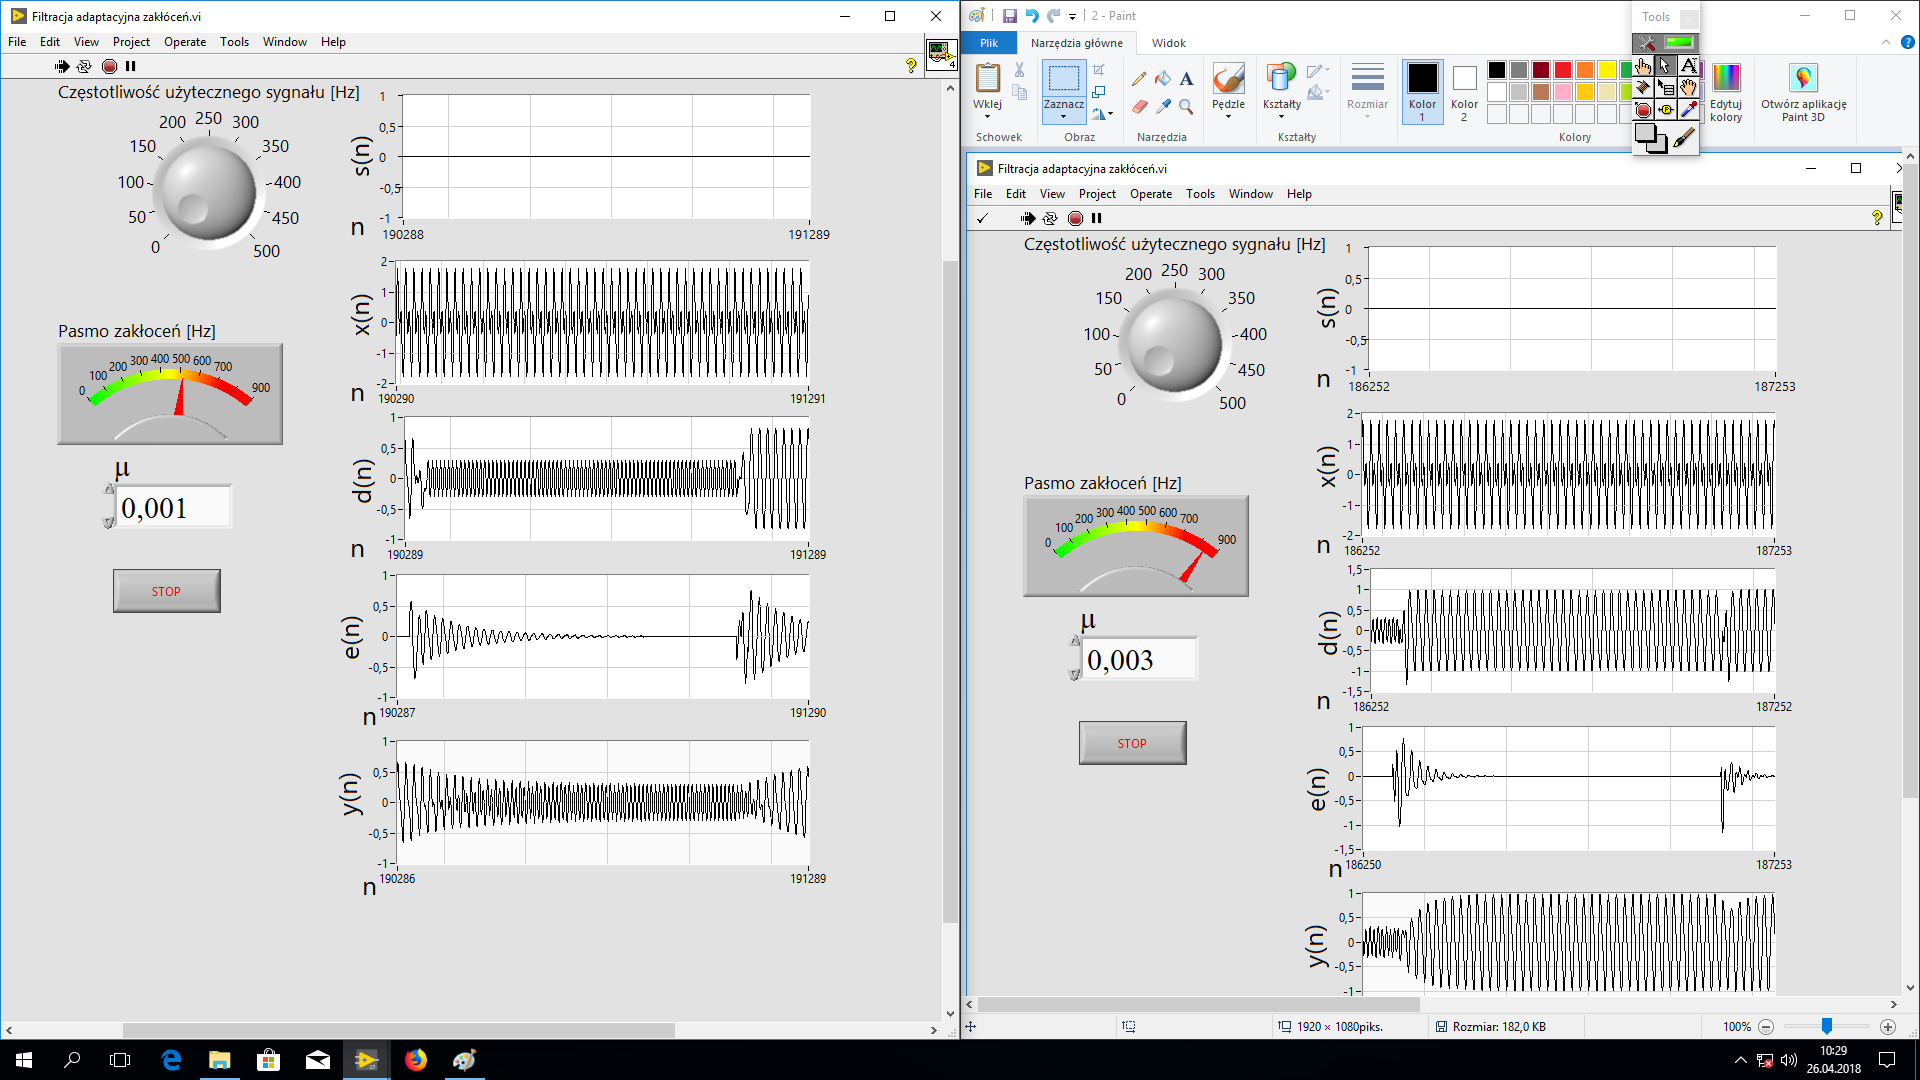 Filtracja adaptacyjna zakłóceń.vi
File Edit View Project Operate Tools Window Help
4
Częstotliwość użytecznego sygnału [Hz]
0 50 100 150 200 250 300 350 400 450 500
Pasmo zakłoceń [Hz]
0 100 200 300 400 500 600 700 900
μ
0,001
STOP
s(n)
1
0,5
0
-0,5
-1
n
190288 191289
x(n)
2
1
0
-1
-2
n
190290 191291
d(n)
1
0,5
0
-0,5
-1
n
190289 191289
e(n)
1
0,5
0
-0,5
-1
n
190287 191290
y(n)
1
0,5
0
-0,5
-1
n
190286 191289
2 - Paint
Plik Narzędzia główne Widok
Wklej
Schowek
Zaznacz
Obraz
Narzędzia
Pędzle
Kształty
Kształty
Rozmiar
Kolor 1
Kolor 2
Kolory
Edytuj kolory
Otwórz aplikację Paint 3D
Tools
Filtracja adaptacyjna zakłóceń.vi
File Edit View Project Operate Tools Window Help
Częstotliwość użytecznego sygnału [Hz]
0 50 100 150 200 250 300 350 400 450 500
Pasmo zakłoceń [Hz]
0 100 200 300 400 500 600 700 900
μ
0,003
STOP
s(n)
1
0,5
0
-0,5
-1
n
186252 187253
x(n)
2
1
0
-1
-2
n
186252 187253
d(n)
1,5
1
0,5
0
-0,5
-1
-1,5
n
186252 187252
e(n)
1
0,5
0
-0,5
-1
-1,5
n
186250 187253
y(n)
1
0,5
0
-0,5
-1
1920 × 1080piks.
Rozmiar: 182,0 KB
100%
10:29
26.04.2018